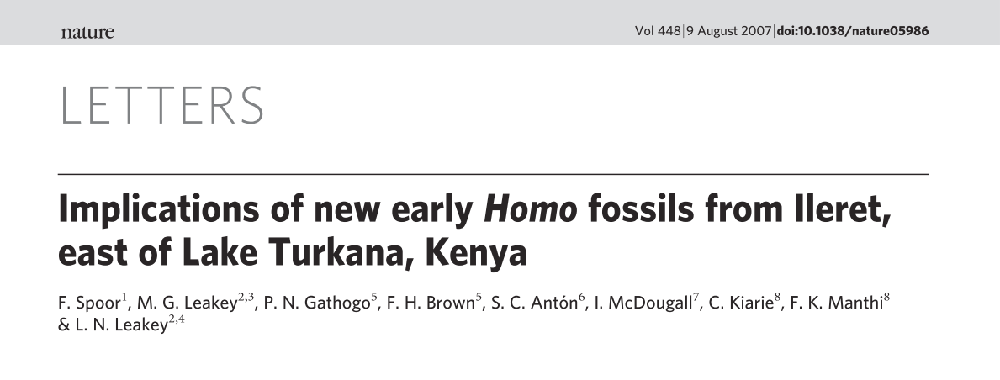 nature
Vol 448|9 August 2007|doi:10.1038/nature05986
LETTERS
Implications of new early Homo fossils from Ileret,
east of Lake Turkana, Kenya
F. Spoor1, M. G. Leakey2,3, P. N. Gathogo5, F. H. Brown5, S. C. Antón6, I. McDougall7, C. Kiarie8, F. K. Manthi8
& L. N. Leakey2,4